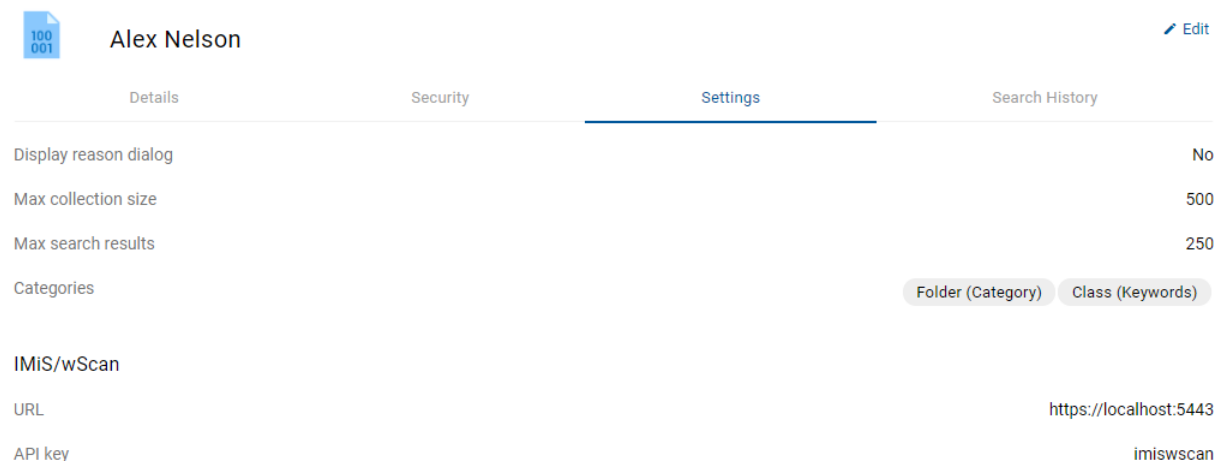 100
001
Alex Nelson
Edit
Details Security Settings Search History
Display reason dialog No
Max collection size 500
Max search results 250
Categories Folder (Category) Class (Keywords)
IMiS/wScan
URL https://localhost:5443
API key imiswscan